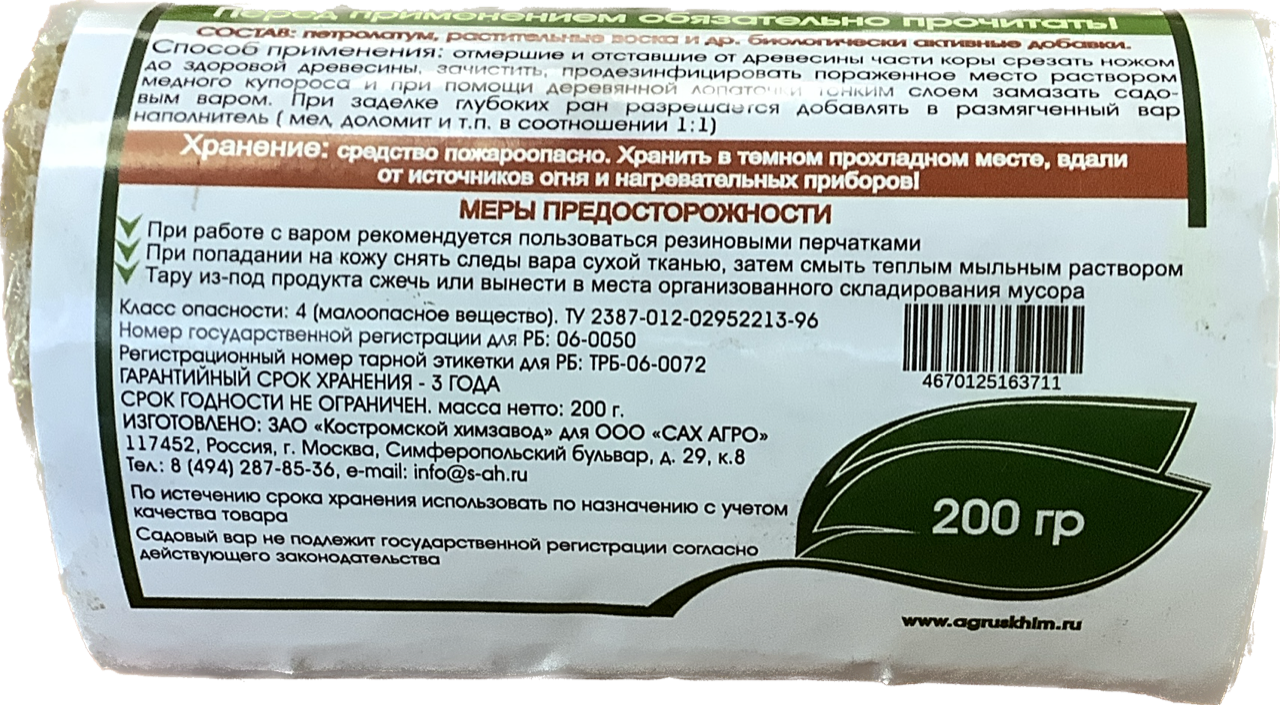 Перед применением обязательно прочитать!
СОСТАВ: петролатум, растительные воска и др. биологически активные добавки.
Способ применения: отмершие и отставшие от древесины части коры срезать ножом
до здоровой древесины, зачистить, продезинфицировать пораженное место раствором
медного купороса и при помощи деревянной лопаточки тонким слоем замазать садо-
вым варом. При заделке глубоких ран разрешается добавлять в размягченный вар
наполнитель ( мел, доломит и т.п. в соотношении 1:1)
Хранение: средство пожароопасно. Хранить в темном прохладном месте, вдали
от источников огня и нагревательных приборов!
МЕРЫ ПРЕДОСТОРОЖНОСТИ
При работе с варом рекомендуется пользоваться резиновыми перчатками
При попадании на кожу снять следы вара сухой тканью, затем смыть теплым мыльным раствором
Тару из-под продукта сжечь или вынести в места организованного складирования мусора
Класс опасности: 4 (малоопасное вещество). ТУ 2387-012-02952213-96
Номер государственной регистрации для РБ: 06-0050
Регистрационный номер тарной этикетки для РБ: ТРБ-06-0072
ГАРАНТИЙНЫЙ СРОК ХРАНЕНИЯ - 3 ГОДА
СРОК ГОДНОСТИ НЕ ОГРАНИЧЕН. масса нетто: 200 г.
ИЗГОТОВЛЕНО: ЗАО «Костромской химзавод» для ООО «САХ АГРО»
117452, Россия, г. Москва, Симферопольский бульвар, д. 29, к.8
Тел.: 8 (494) 287-85-36, e-mail: info@s-ah.ru
4670125163711
По истечению срока хранения использовать по назначению с учетом
качества товара
Садовый вар не подлежит государственной регистрации согласно
действующего законодательства
200 гр
www.agruskhim.ru